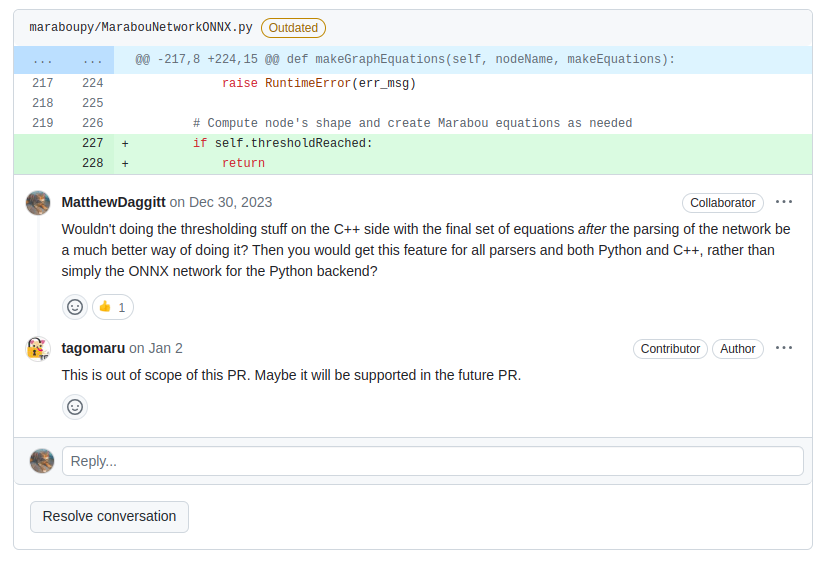 maraboupy/MarabouNetworkONNX.py Outdated
... ... @@ -217,8 +224,15 @@ def makeGraphEquations(self, nodeName, makeEquations):
217 224 raise RuntimeError(err_msg)
218 225
219 226 # Compute node's shape and create Marabou equations as needed
227 + if self.thresholdReached:
228 + return
MatthewDaggitt on Dec 30, 2023 Collaborator ...
Wouldn't doing the thresholding stuff on the C++ side with the final set of equations after the parsing of the network be
a much better way of doing it? Then you would get this feature for all parsers and both Python and C++, rather than
simply the ONNX network for the Python backend?
👍 1
tagomaru on Jan 2 Contributor Author ...
This is out of scope of this PR. Maybe it will be supported in the future PR.
Reply...
Resolve conversation